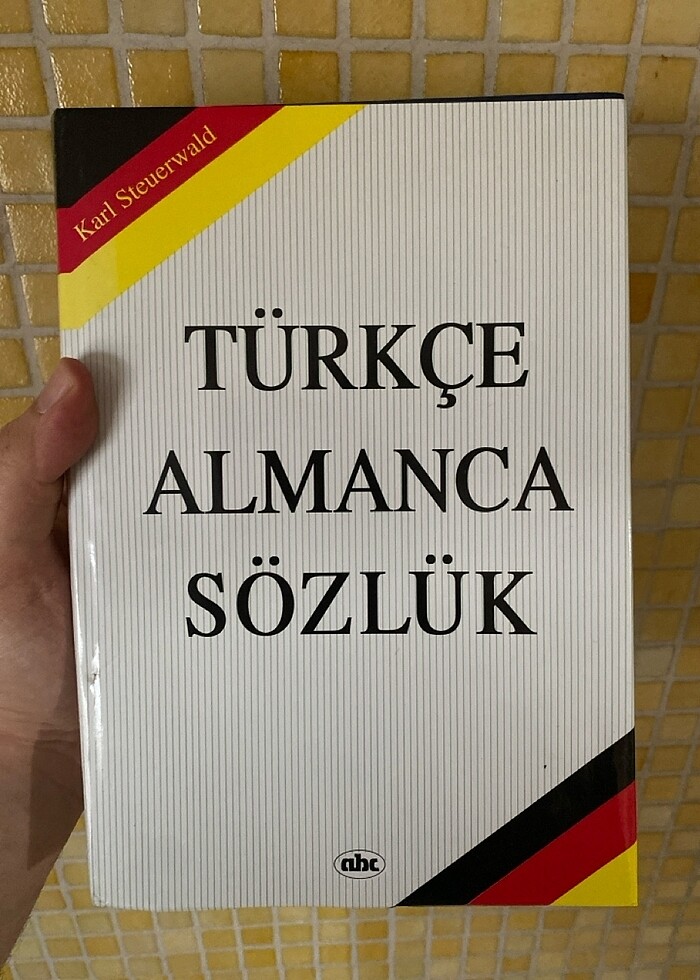 Karl Steuerwald
TÜRKÇE
ALMANCA
SÖZLÜK
abc